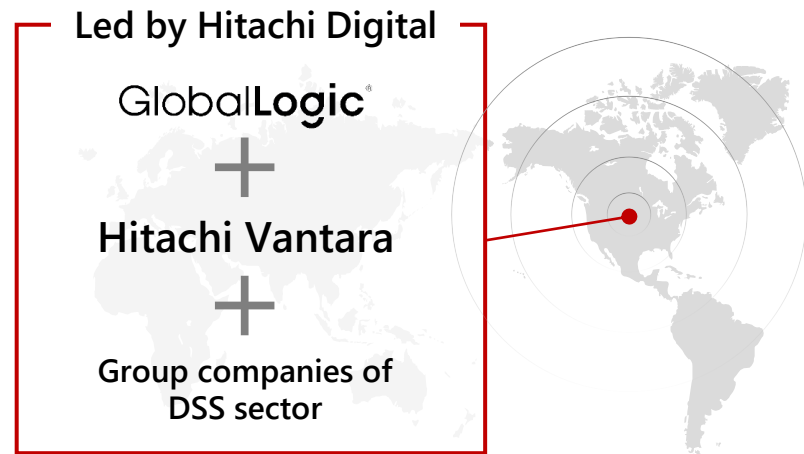 Led by Hitachi Digital
GlobalLogic®
+
Hitachi Vantara
+
Group companies of
DSS sector